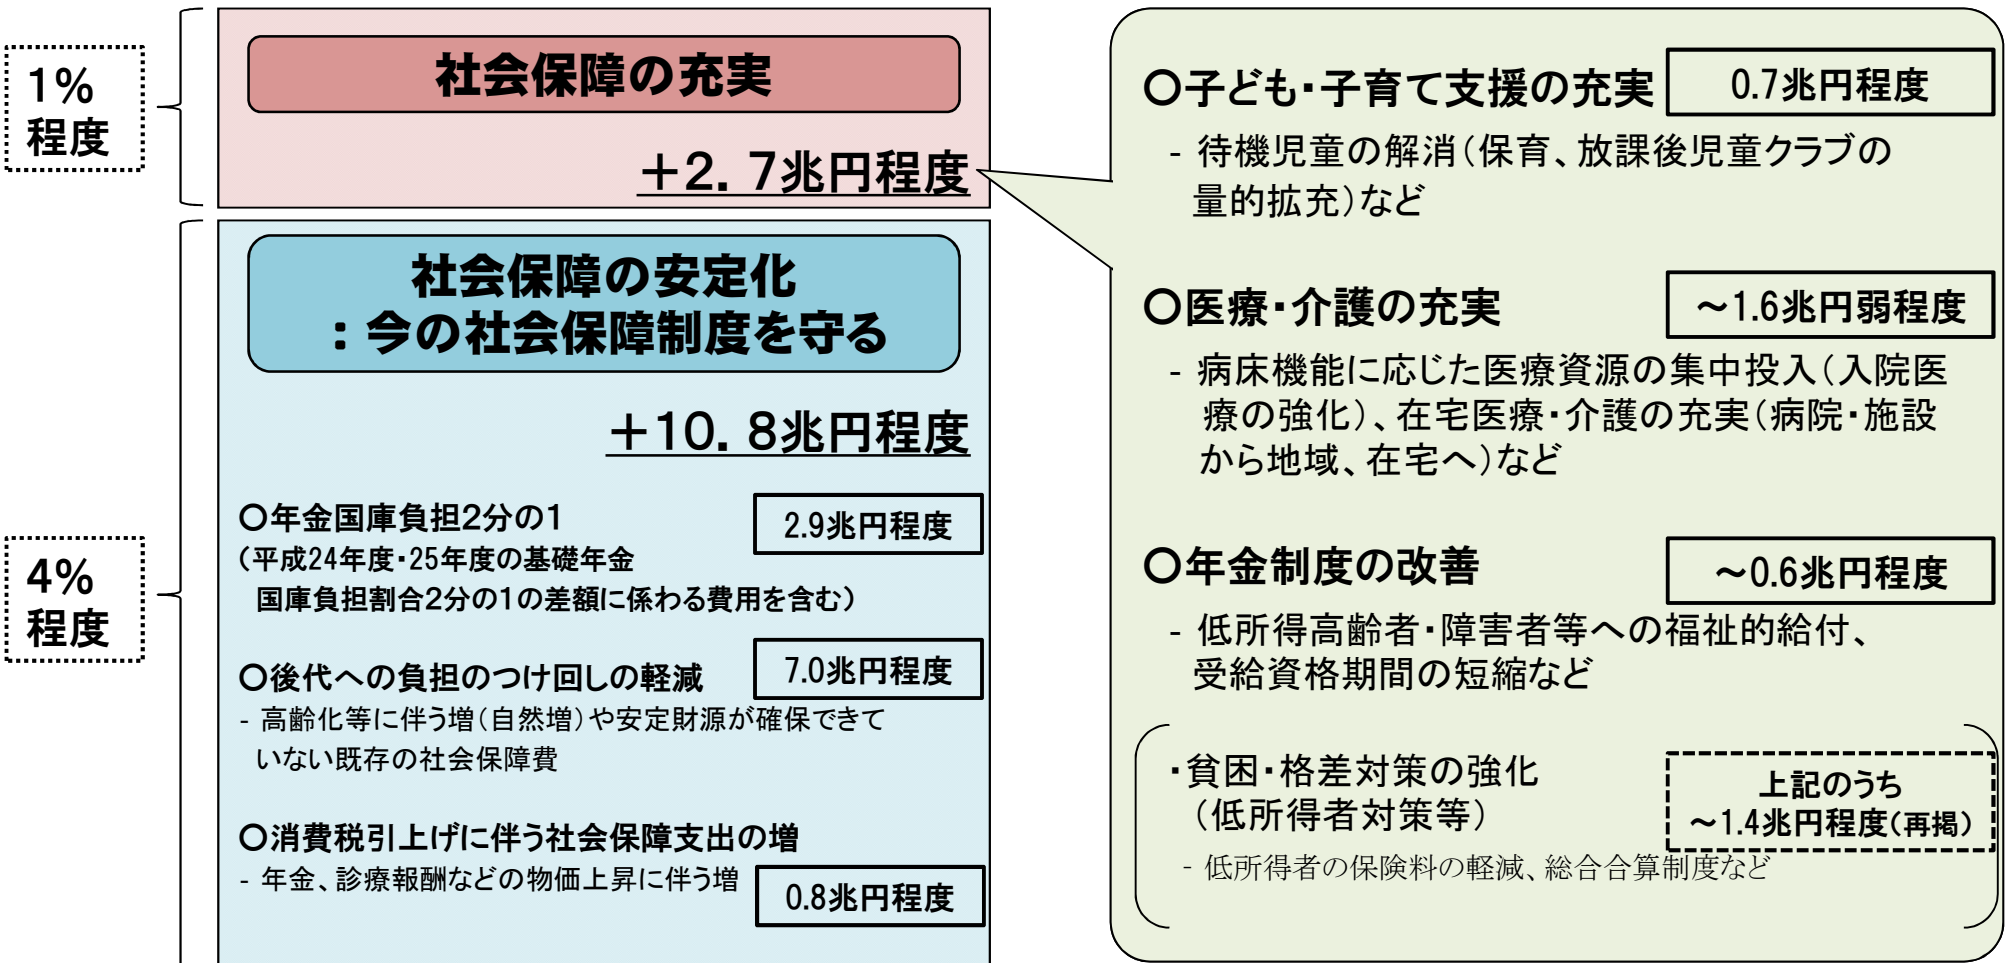 1%
程度
社会保障の充実
＋2．7兆円程度
4%
程度
社会保障の安定化
：今の社会保障制度を守る
＋10．8兆円程度
○年金国庫負担2分の1
2.9兆円程度
（平成24年度・25年度の基礎年金
国庫負担割合2分の1の差額に係わる費用を含む）
○後代への負担のつけ回しの軽減
7.0兆円程度
- 高齢化等に伴う増（自然増）や安定財源が確保できて
いない既存の社会保障費
○消費税引上げに伴う社会保障支出の増
- 年金、診療報酬などの物価上昇に伴う増
0.8兆円程度
○子ども・子育て支援の充実
0.7兆円程度
- 待機児童の解消（保育、放課後児童クラブの
量的拡充）など
○医療・介護の充実
～1.6兆円弱程度
- 病床機能に応じた医療資源の集中投入（入院医
療の強化）、在宅医療・介護の充実（病院・施設
から地域、在宅へ）など
○年金制度の改善
～0.6兆円程度
- 低所得高齢者・障害者等への福祉的給付、
受給資格期間の短縮など
・貧困・格差対策の強化
（低所得者対策等）
上記のうち
～1.4兆円程度（再掲）
- 低所得者の保険料の軽減、総合合算制度など